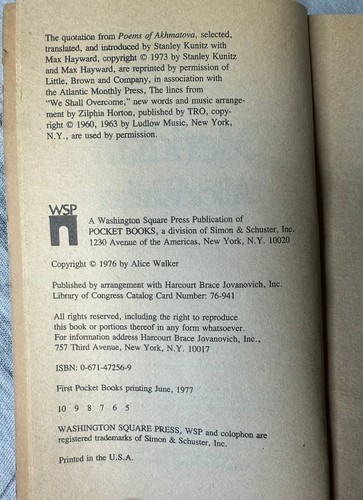 The quotation from Poems of Akhmatova, selected,
translated, and introduced by Stanley Kunitz with
Max Hayward, copyright © 1973 by Stanley Kunitz
and Max Hayward, are reprinted by permission of
Little, Brown and Company, in association with
the Atlantic Monthly Press, The lines from
"We Shall Overcome," new words and music arrange-
ment by Zilphia Horton, published by TRO, copy-
right © 1960, 1963 by Ludlow Music, New York,
N.Y., are used by permission.
WSP
A Washington Square Press Publication of
POCKET BOOKS, a division of Simon & Schuster, Inc.
1230 Avenue of the Americas, New York, N.Y. 10020
Copyright © 1976 by Alice Walker
Published by arrangement with Harcourt Brace Jovanovich, Inc.
Library of Congress Catalog Card Number: 76-941
All rights reserved, including the right to reproduce
this book or portions thereof in any form whatsoever.
For information address Harcourt Brace Jovanovich, Inc.,
757 Third Avenue, New York, N.Y. 10017
ISBN: 0-671-47256-9
First Pocket Books printing June, 1977
10 9 8 7 6 5
WASHINGTON SQUARE PRESS, WSP and colophon are
registered trademarks of Simon & Schuster, Inc.
Printed in the U.S.A.